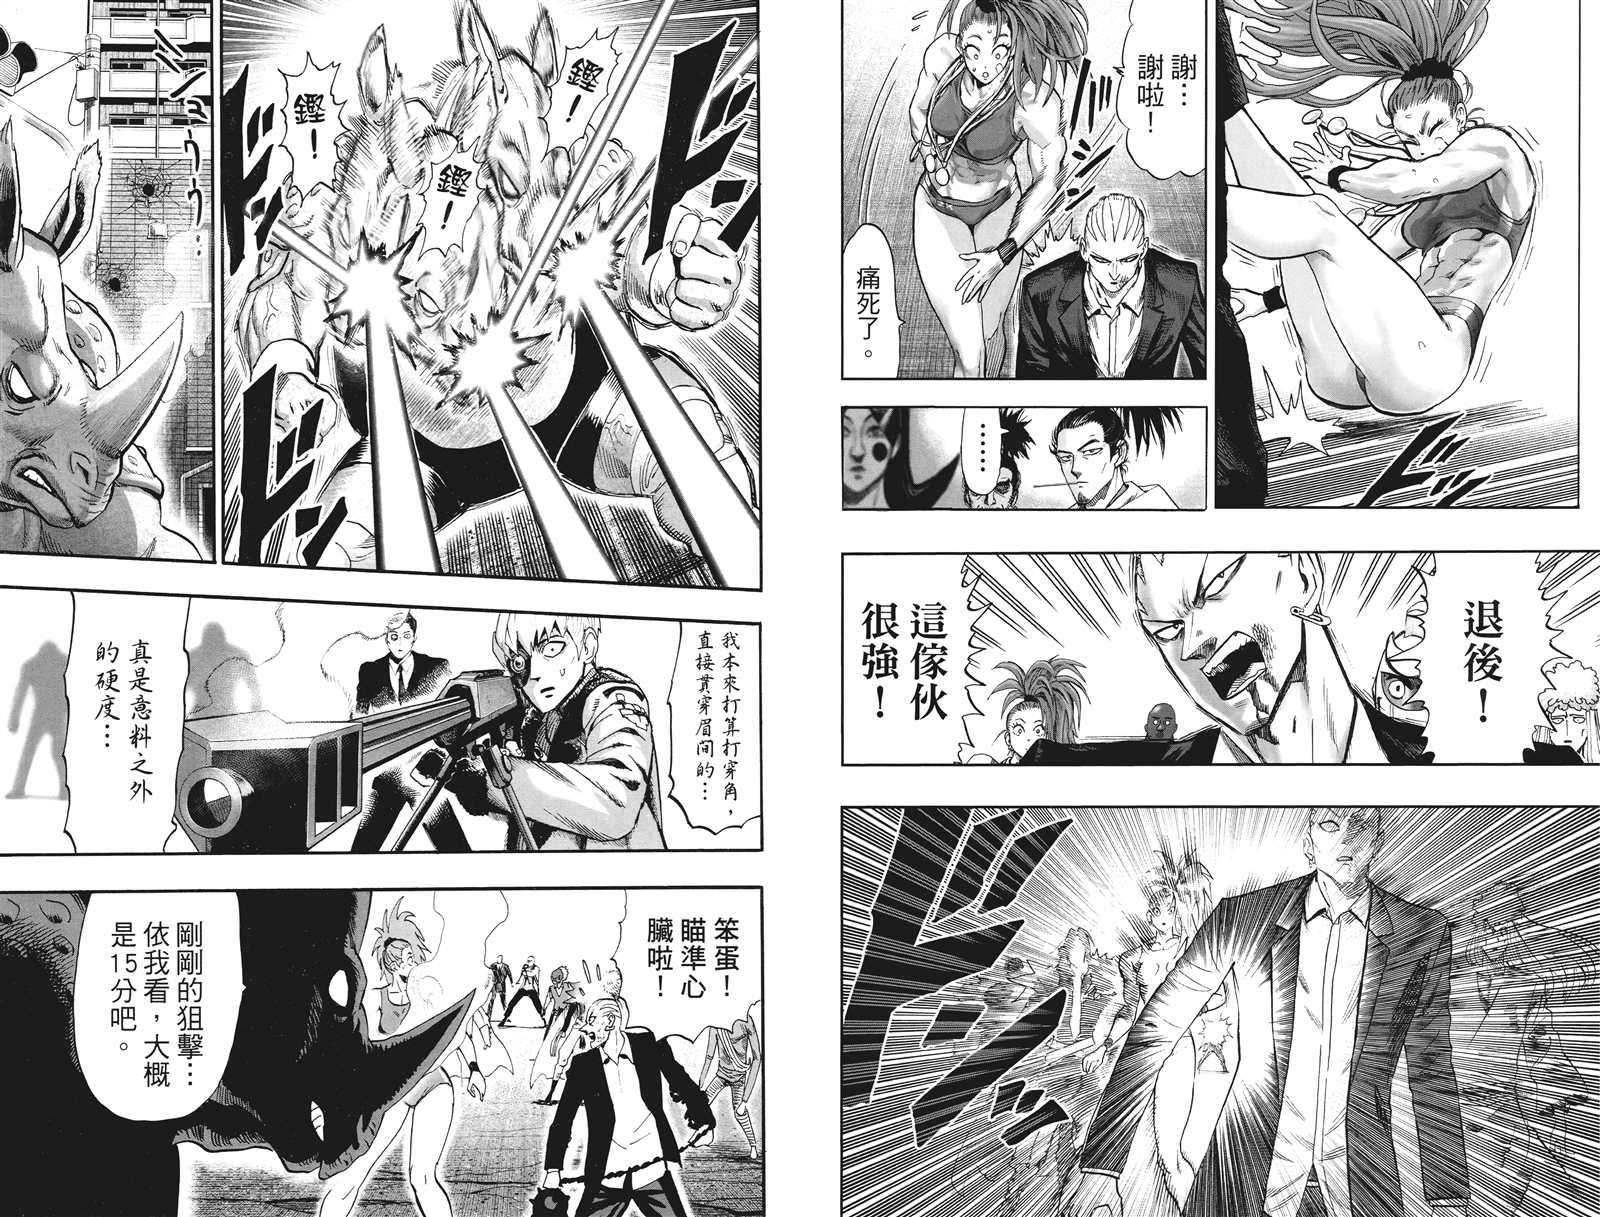 謝…
謝啦！
痛死了。
………
退後！
這傢伙
很強！
鏗！
鏗！
鏗！
我本來打算打穿角，
直接貫穿眉間的…
真是意料之外
的硬度…
笨蛋！
瞄準心
臟啦！
剛剛的狙擊…
依我看，大概
是15分吧。